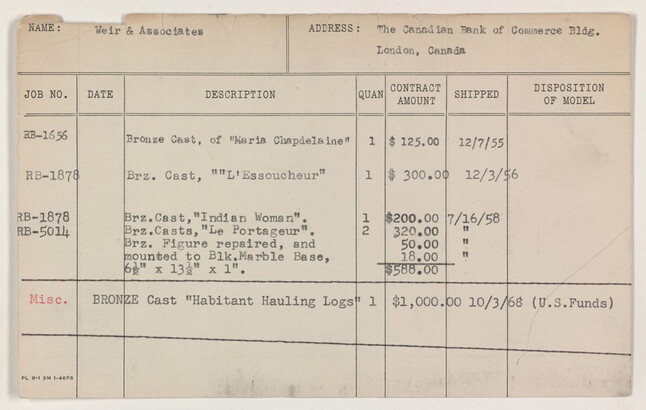 NAME: Weir & Associates ADDRESS: The Canadian Bank of Commerce Bldg.
London, Canada
JOB NO. DATE DESCRIPTION QUAN CONTRACT AMOUNT SHIPPED DISPOSITION OF MODEL
RB-1656 Bronze Cast, of "Maria Chapdelaine" 1 $ 125.00 12/7/55
RB-1878 Brz. Cast, ""L'Essoucheur" 1 $ 300.00 12/3/56
RB-1878 Brz.Cast,"Indian Woman". 1 $200.00 7/16/58
RB-5014 Brz.Casts,"Le Portageur". 2 320.00 "
Brz. Figure repaired, and 50.00 "
mounted to Blk.Marble Base, 18.00 "
6½" x 13½" x 1". $588.00
Misc. BRONZE Cast "Habitant Hauling Logs" 1 $1,000.00 10/3/68 (U.S.Funds)